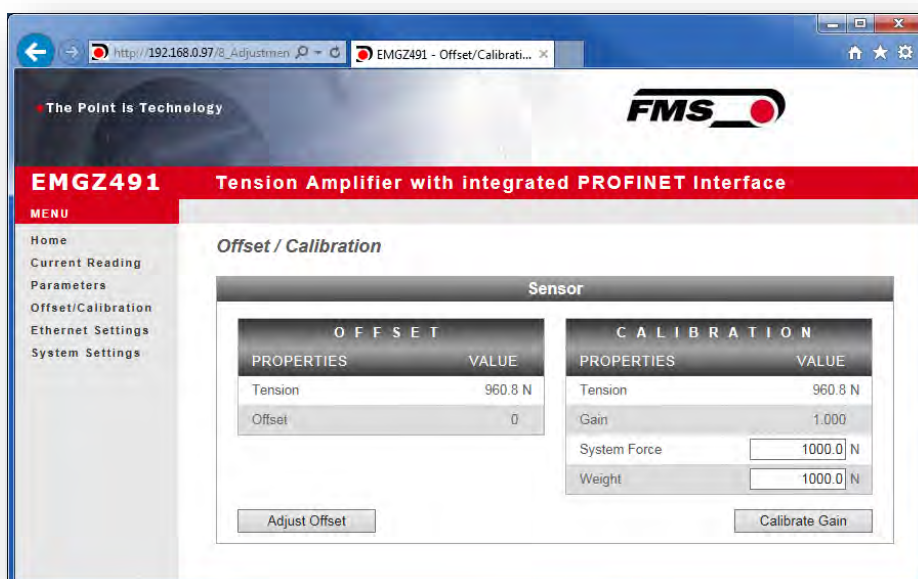 http://192.168.0.97/8_Adjustmen
EMGZ491 - Offset/Calibrati...
The Point is Technology
FMS
EMGZ491
Tension Amplifier with integrated PROFINET Interface
MENU
Home
Current Reading
Parameters
Offset/Calibration
Ethernet Settings
System Settings
Offset / Calibration
Sensor
OFFSET
PROPERTIES VALUE
Tension 960.8 N
Offset 0
Adjust Offset
CALIBRATION
PROPERTIES VALUE
Tension 960.8 N
Gain 1.000
System Force 1000.0 N
Weight 1000.0 N
Calibrate Gain